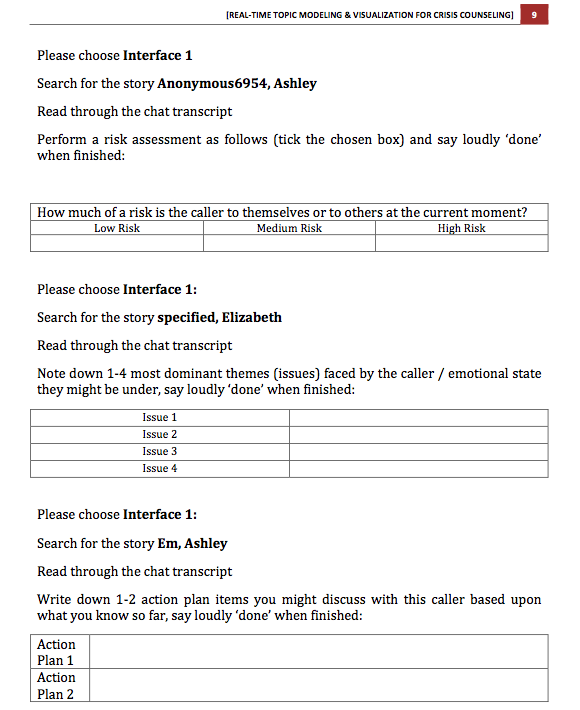 [REAL-TIME TOPIC MODELING & VISUALIZATION FOR CRISIS COUNSELING] 9
Please choose Interface 1
Search for the story Anonymous6954, Ashley
Read through the chat transcript
Perform a risk assessment as follows (tick the chosen box) and say loudly ‘done’
when finished:
How much of a risk is the caller to themselves or to others at the current moment?
Low Risk Medium Risk High Risk
Please choose Interface 1:
Search for the story specified, Elizabeth
Read through the chat transcript
Note down 1-4 most dominant themes (issues) faced by the caller / emotional state
they might be under, say loudly ‘done’ when finished:
Issue 1
Issue 2
Issue 3
Issue 4
Please choose Interface 1:
Search for the story Em, Ashley
Read through the chat transcript
Write down 1-2 action plan items you might discuss with this caller based upon
what you know so far, say loudly ‘done’ when finished:
Action
Plan 1
Action
Plan 2